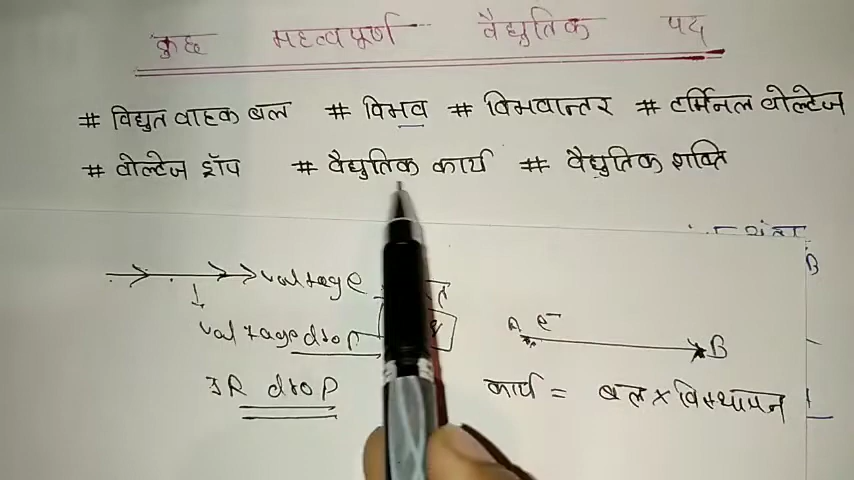 कुछ महत्वपूर्ण वैद्युतिक पद
# विद्युत वाहक बल # विभव # विभवान्तर # टर्मिनल वोल्टेज
# वोल्टेज ड्रॉप # वैद्युतिक कार्य # वैद्युतिक शक्ति
voltage
B
voltage drop
A e⁻ B
IR drop
कार्य = बल × विस्थापन